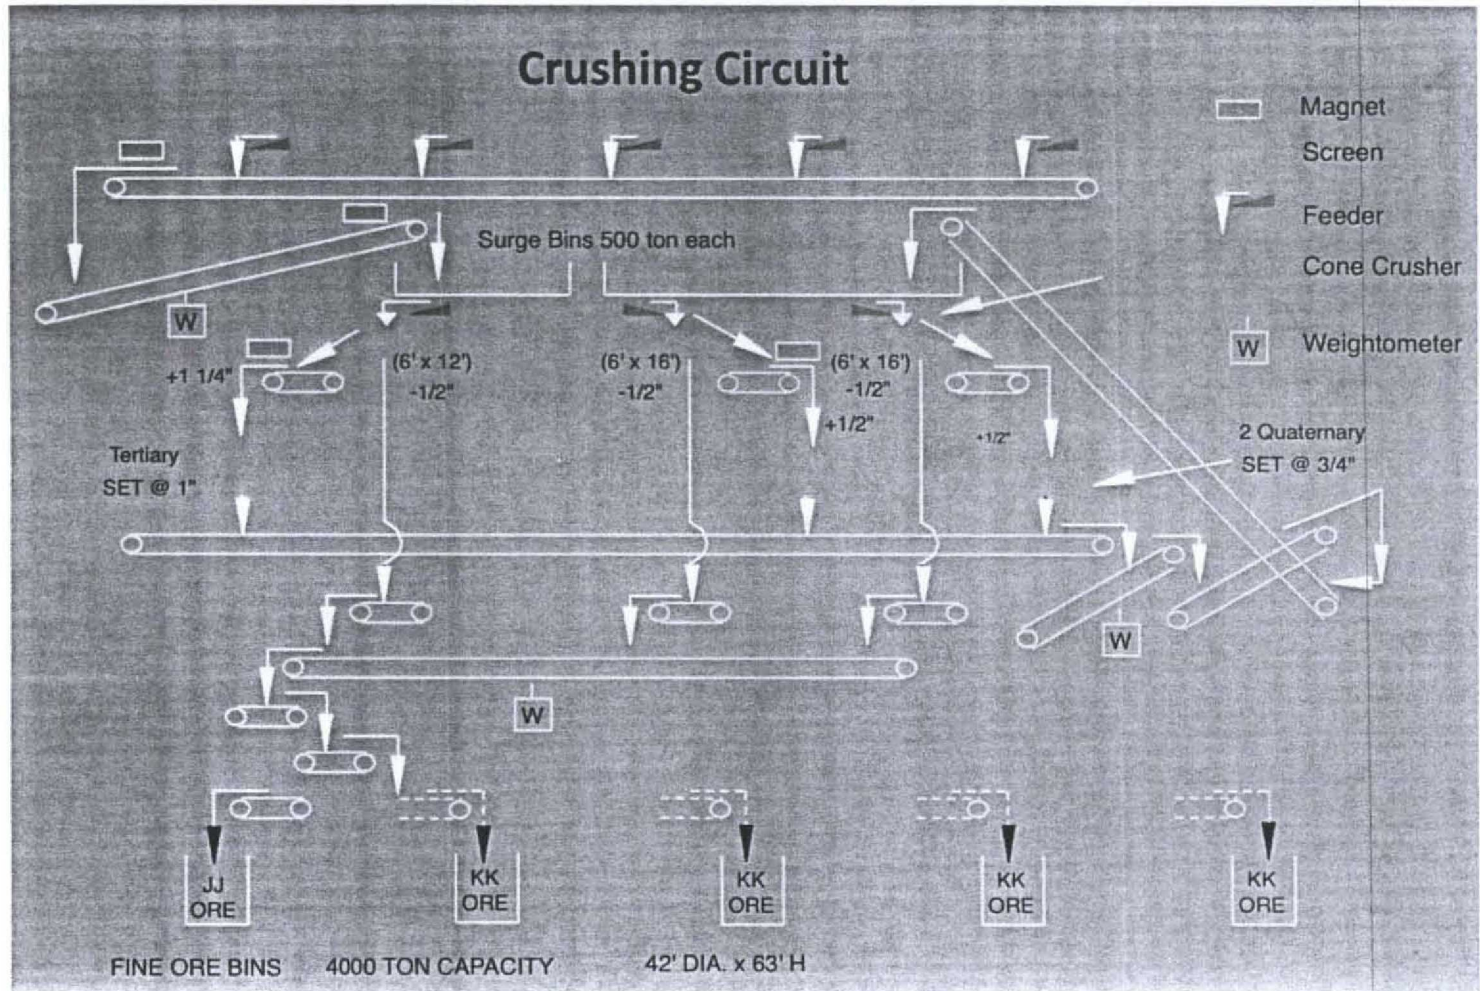 Crushing Circuit
Magnet
Screen
Feeder
Cone Crusher
W Weightometer
Surge Bins 500 ton each
W
+1 1/4"
(6' x 12')
-1/2"
(6' x 16')
-1/2"
(6' x 16')
-1/2"
+1/2"
+1/2"
Tertiary
SET @ 1"
2 Quaternary
SET @ 3/4"
W
W
JJ
ORE
KK
ORE
KK
ORE
KK
ORE
KK
ORE
FINE ORE BINS 4000 TON CAPACITY 42' DIA. x 63' H